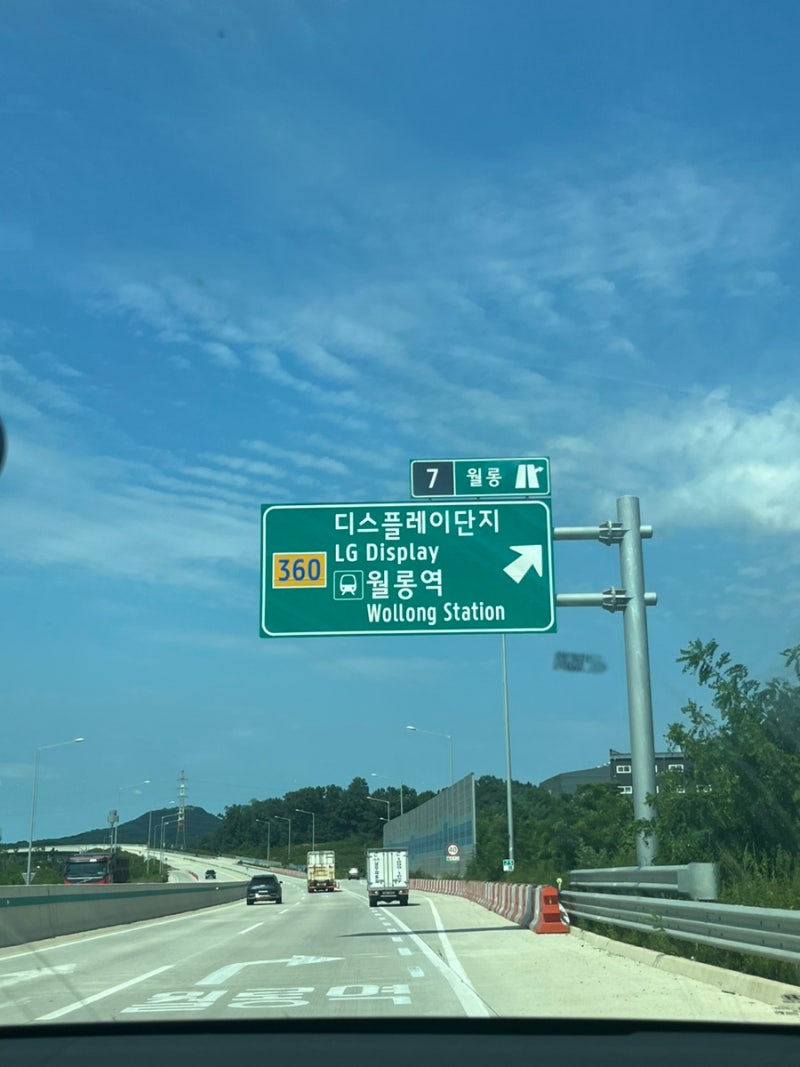 7 월롱
디스플레이단지
LG Display
360
월롱역
Wollong Station
40
월롱역